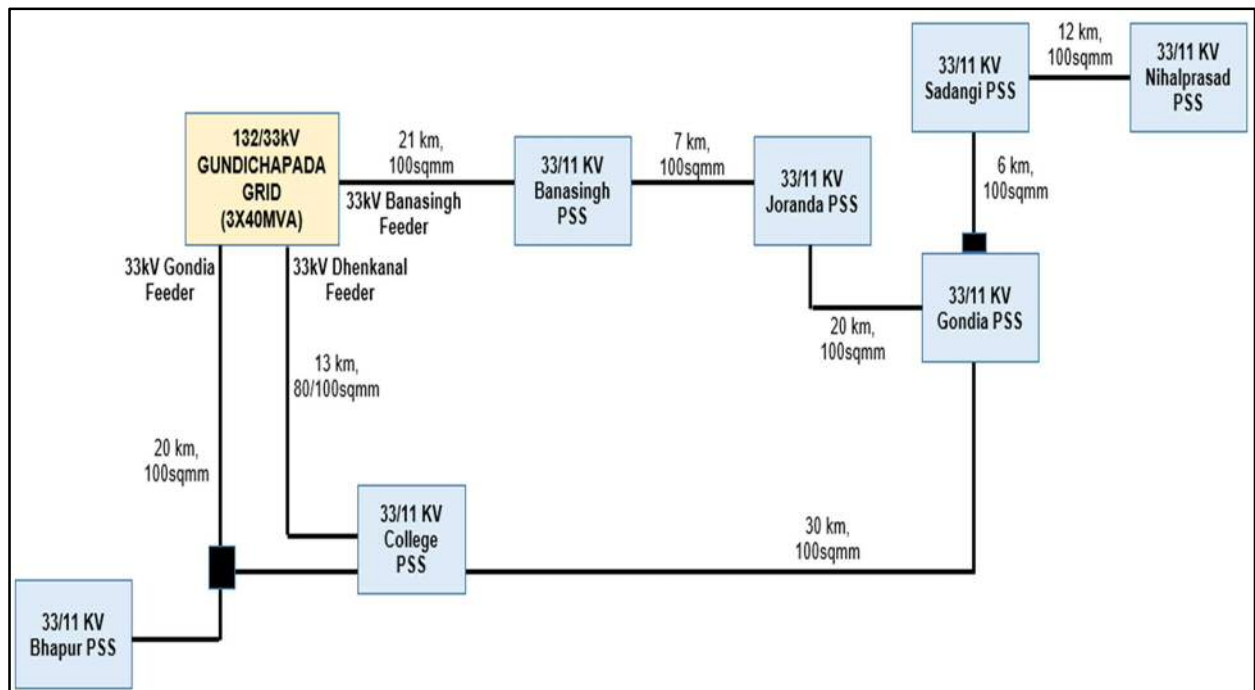 12 km,
100sqmm
33/11 KV
Sadangi PSS
33/11 KV
Nihalprasad
PSS
132/33kV
GUNDICHAPADA
GRID
(3X40MVA)
21 km,
100sqmm
33kV Banasingh
Feeder
33/11 KV
Banasingh
PSS
7 km,
100sqmm
33/11 KV
Joranda PSS
6 km,
100sqmm
33kV Gondia
Feeder
33kV Dhenkanal
Feeder
20 km,
100sqmm
33/11 KV
Gondia PSS
13 km,
80/100sqmm
20 km,
100sqmm
33/11 KV
College
PSS
30 km,
100sqmm
33/11 KV
Bhapur PSS